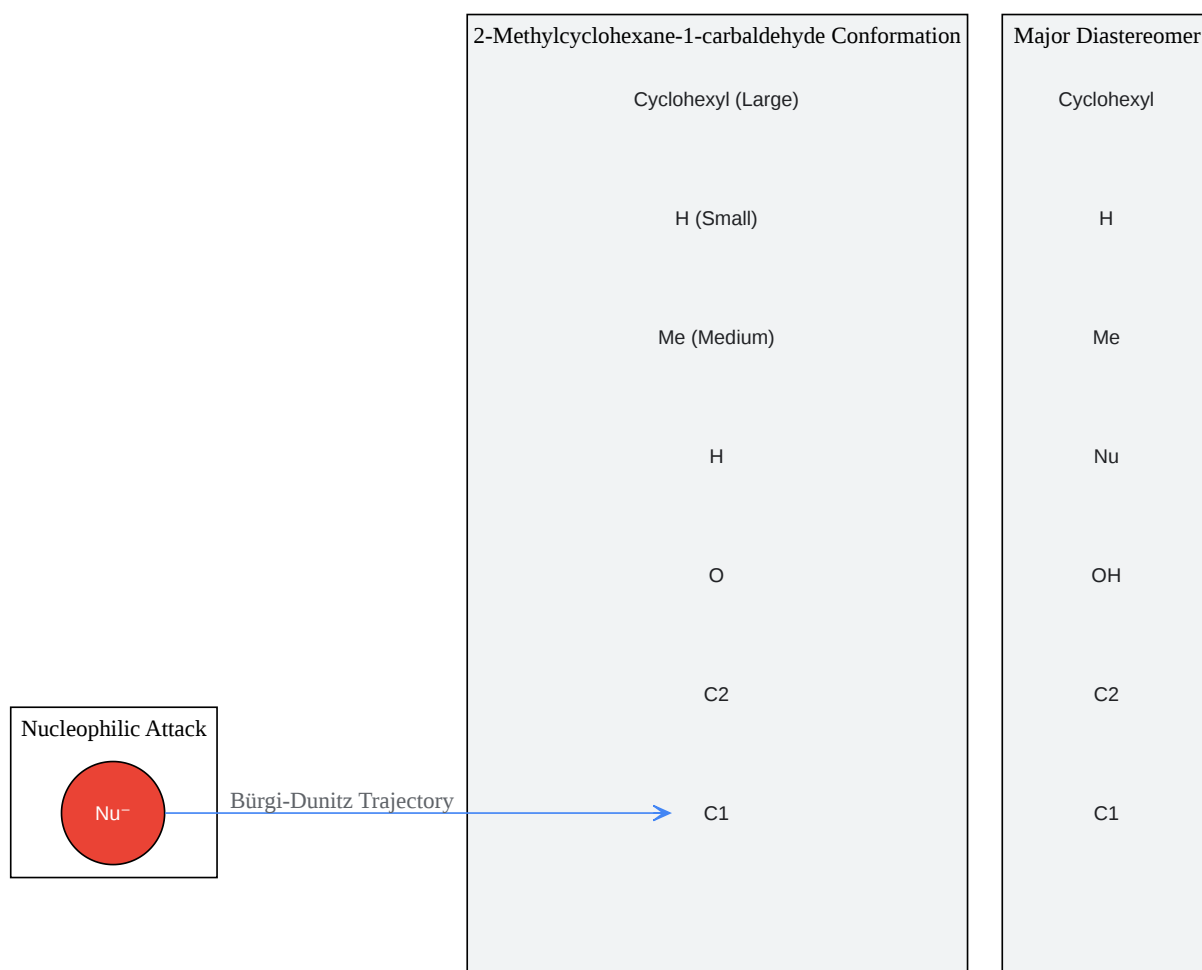 2-Methylcyclohexane-1-carbaldehyde Conformation
Cyclohexyl (Large)
H (Small)
Me (Medium)
H
O
C2
C1
Major Diastereomer
Cyclohexyl
H
Me
Nu
OH
C2
C1
Nucleophilic Attack
Nu⁻
Bürgi-Dunitz Trajectory